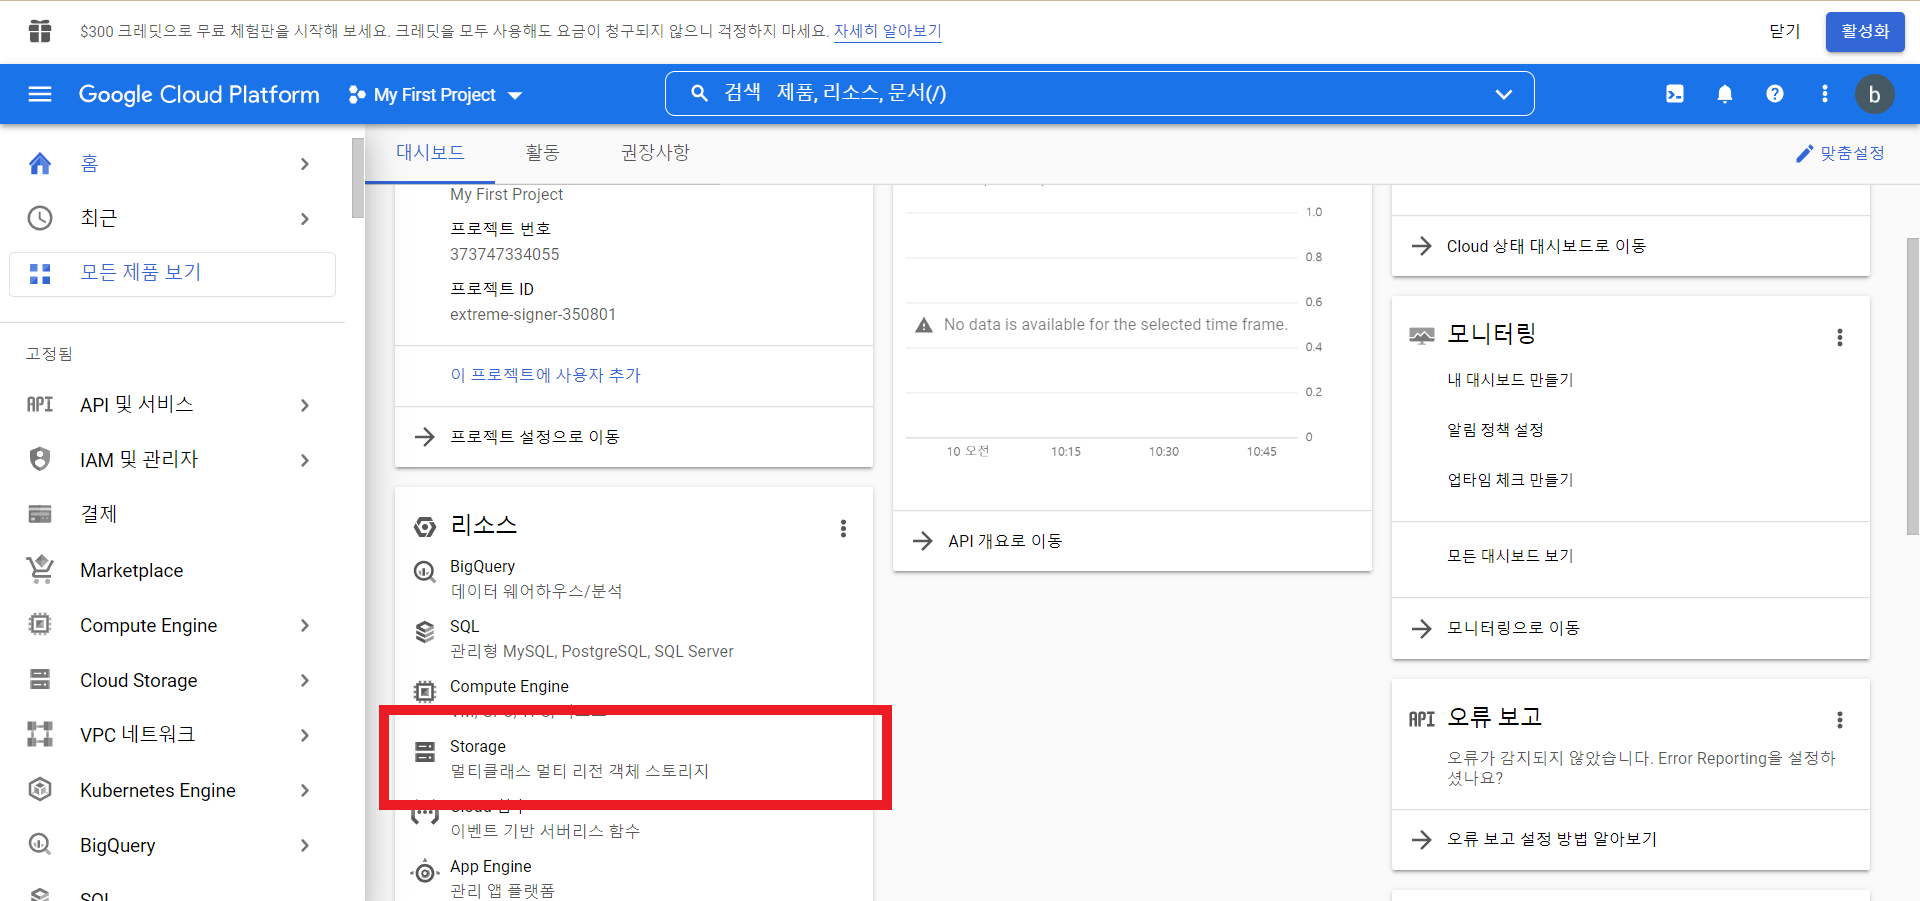 $300 크레딧으로 무료 체험판을 시작해 보세요. 크레딧을 모두 사용해도 요금이 청구되지 않으니 걱정하지 마세요. 자세히 알아보기
닫기
활성화
Google Cloud Platform
My First Project
검색 제품, 리소스, 문서(/)
b
홈
최근
모든 제품 보기
고정됨
API API 및 서비스
IAM 및 관리자
결제
Marketplace
Compute Engine
Cloud Storage
VPC 네트워크
Kubernetes Engine
BigQuery
SQL
대시보드
활동
권장사항
맞춤설정
My First Project
프로젝트 번호
373747334055
프로젝트 ID
extreme-signer-350801
이 프로젝트에 사용자 추가
프로젝트 설정으로 이동
리소스
BigQuery
데이터 웨어하우스/분석
SQL
관리형 MySQL, PostgreSQL, SQL Server
Compute Engine
Storage
멀티클래스 멀티 리전 객체 스토리지
이벤트 기반 서버리스 함수
App Engine
관리 앱 플랫폼
1.0
0.8
0.6
No data is available for the selected time frame.
0.4
0.2
0
10 오전
10:15
10:30
10:45
API 개요로 이동
Cloud 상태 대시보드로 이동
모니터링
내 대시보드 만들기
알림 정책 설정
업타임 체크 만들기
모든 대시보드 보기
모니터링으로 이동
API 오류 보고
오류가 감지되지 않았습니다. Error Reporting을 설정하
셨나요?
오류 보고 설정 방법 알아보기